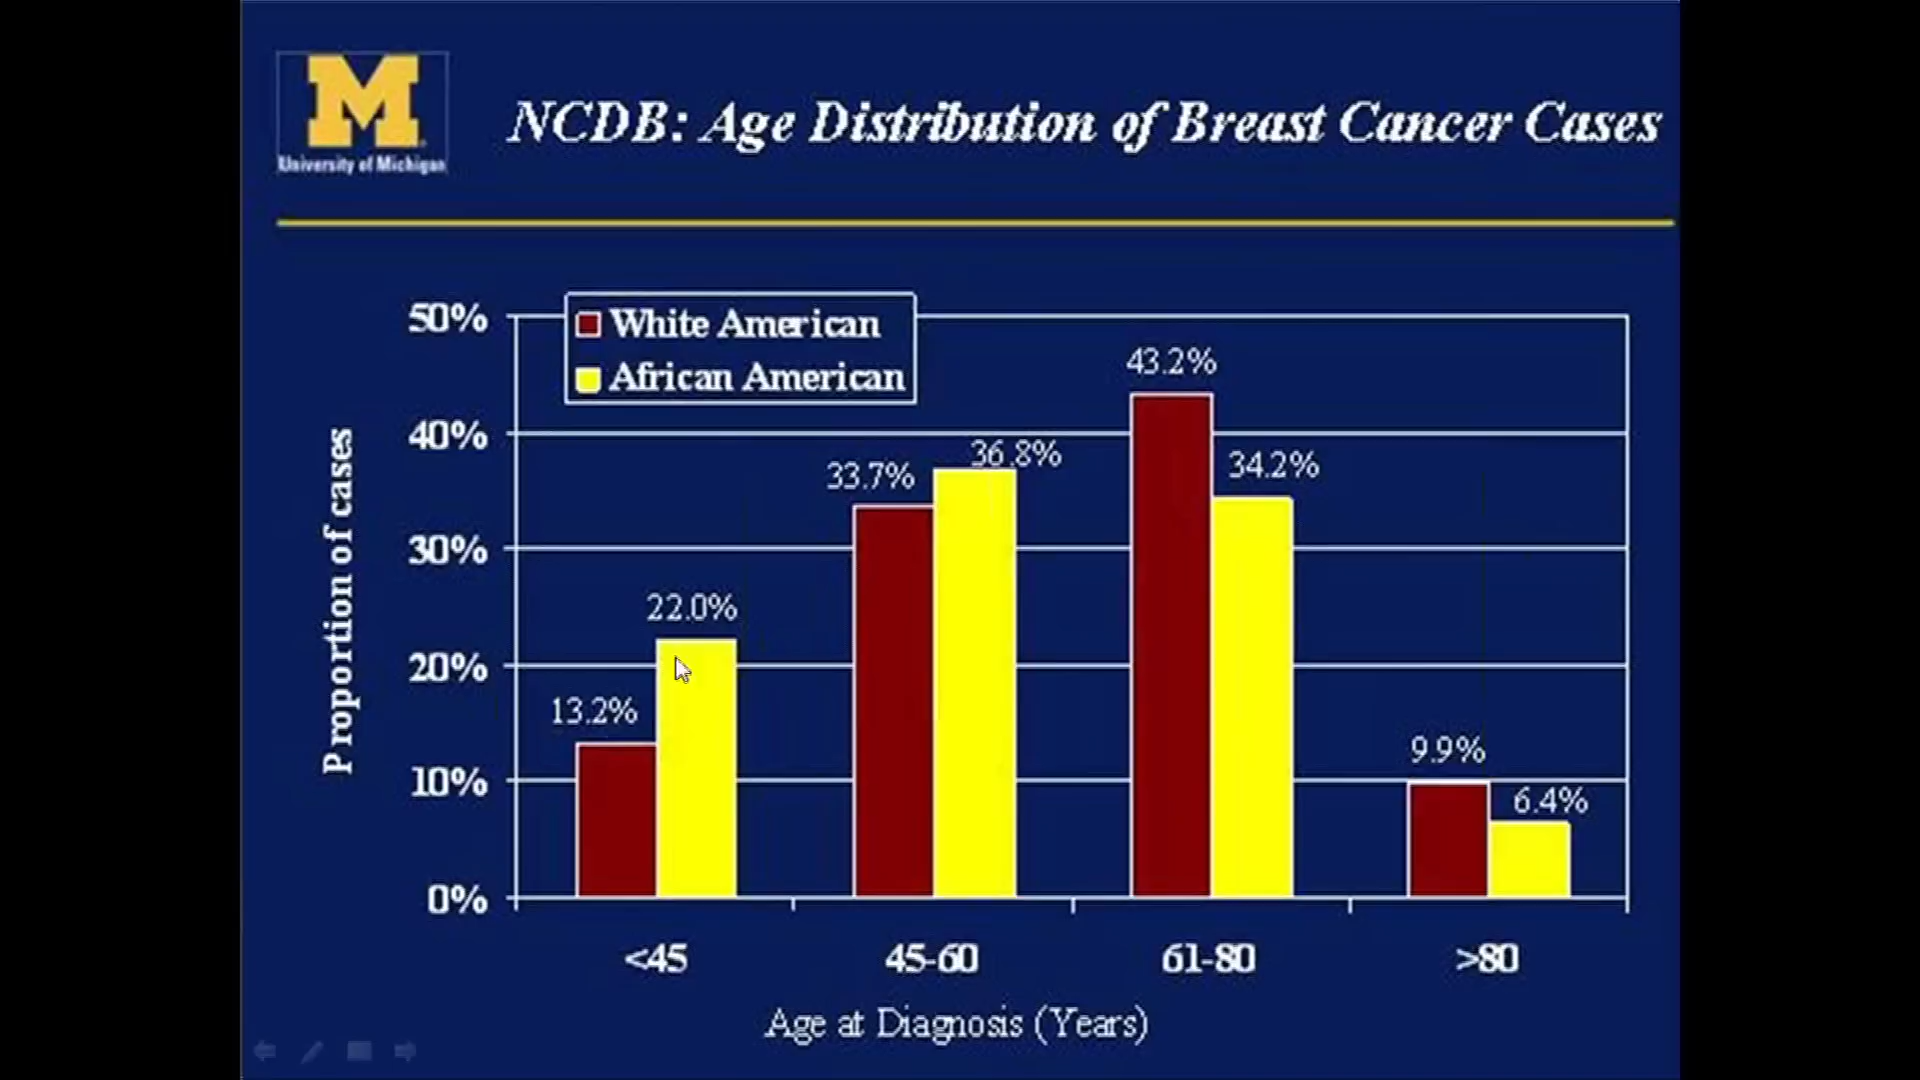 M
University of Michigan
NCDB: Age Distribution of Breast Cancer Cases
White American
African American
Proportion of cases
50%
40%
30%
20%
10%
0%
13.2%
22.0%
33.7%
36.8%
43.2%
34.2%
9.9%
6.4%
<45
45-60
61-80
>80
Age at Diagnosis (Years)